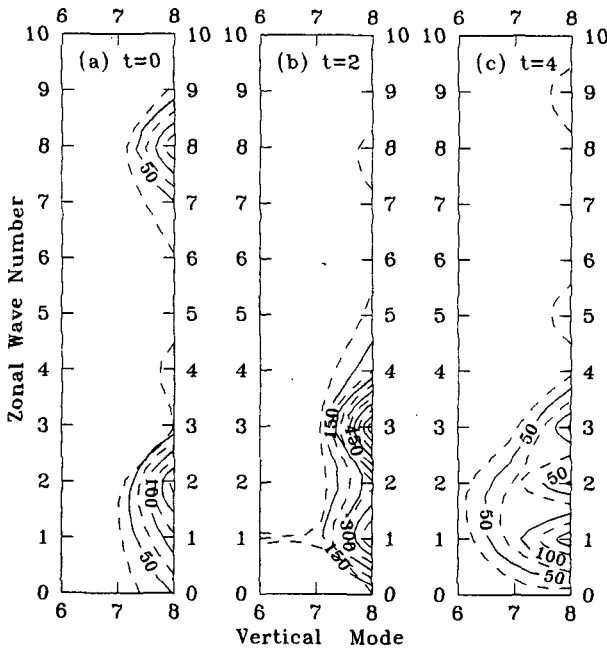 6 7 8 6 7 8 6 7 8
10 10 10 10
(a) t=0 (b) t=2 (c) t=4
9 9 9 9
8 8 8 8
50
7 7 7 7
6 6 6 6
5 5 5 5
4 4 4 4
150 50
3 3 3 3
450
2 100 2 2 50 2
50
300
1 1 1 100 1
50 150 50
0 0 0 0
6 7 8 6 7 8 6 7 8
Zonal Wave Number
Vertical Mode